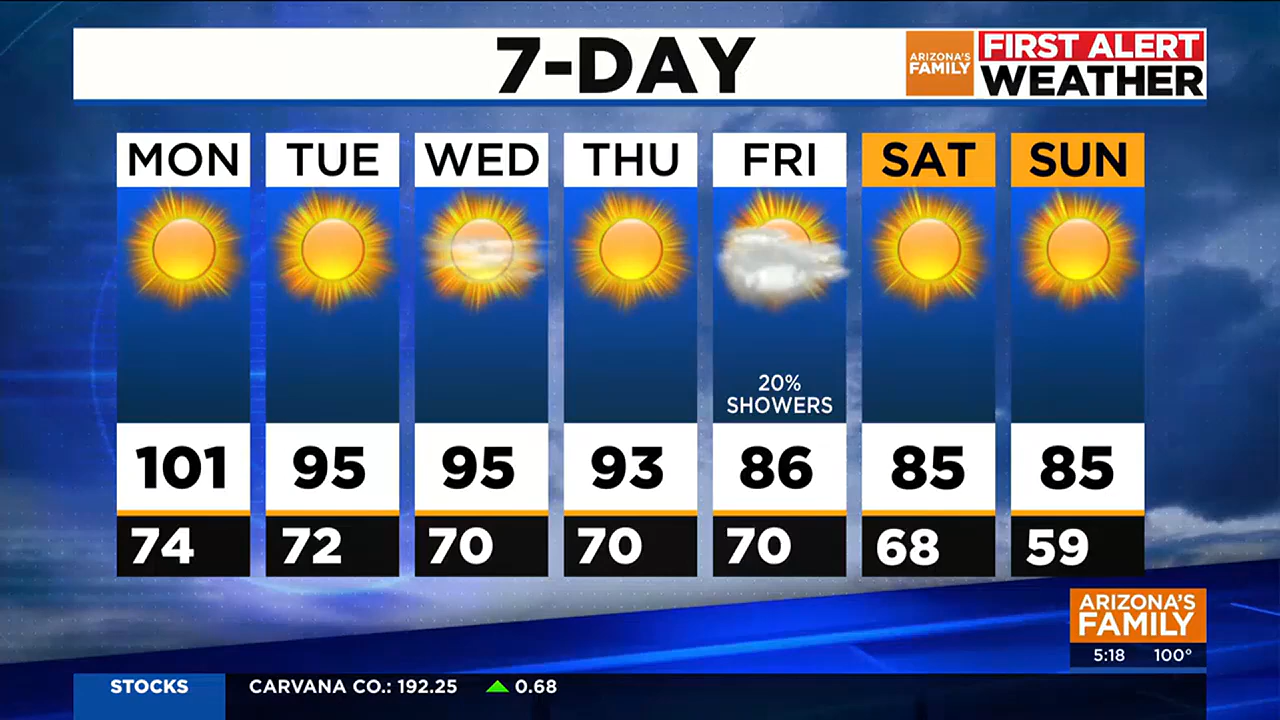 7-DAY
ARIZONA'S
FAMILY
FIRST ALERT
WEATHER
MON TUE WED THU FRI SAT SUN
20%
SHOWERS
101 95 95 93 86 85 85
74 72 70 70 70 68 59
ARIZONA'S
FAMILY
5:18 100°
STOCKS CARVANA CO.: 192.25 0.68